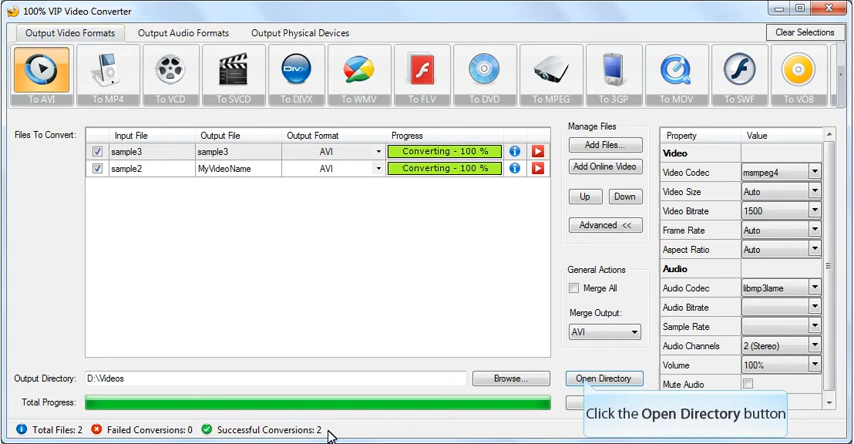 100% VIP Video Converter
Output Video Formats Output Audio Formats Output Physical Devices Clear Selections
To AVI To MP4 To VCD To SVCD DIVX To DIVX To WMV To FLV To DVD To MPEG To 3GP To MOV To SWF To VOB
Files To Convert:
Input File Output File Output Format Progress
sample3 sample3 AVI Converting - 100 %
sample2 MyVideoName AVI Converting - 100 %
Manage Files
Add Files...
Add Online Video
Up Down
Advanced <<
General Actions
Merge All
Merge Output:
AVI
Property Value
Video
Video Codec msmpeg4
Video Size Auto
Video Bitrate 1500
Frame Rate Auto
Aspect Ratio Auto
Audio
Audio Codec libmp3lame
Audio Bitrate
Sample Rate
Audio Channels 2 (Stereo)
Volume 100%
Mute Audio
Output Directory: D:\Videos Browse... Open Directory
Total Progress:
Click the Open Directory button
Total Files: 2 Failed Conversions: 0 Successful Conversions: 2